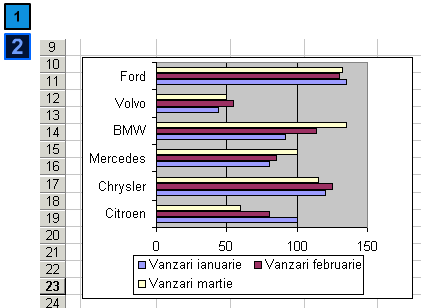 1
2
9
10
11
12
13
14
15
16
17
18
19
20
21
22
23
24
Ford
Volvo
BMW
Mercedes
Chrysler
Citroen
0 50 100 150
Vanzari ianuarie Vanzari februarie
Vanzari martie